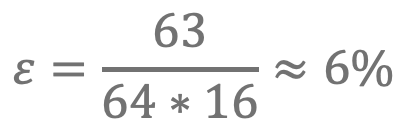 ε = 63 / 64 * 16 ≈ 6%